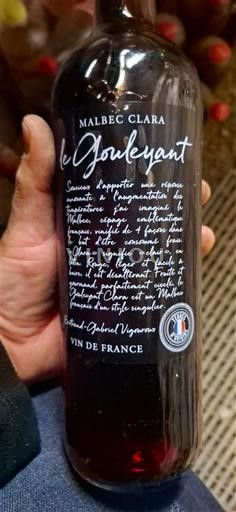 MALBEC CLARA
le Gouleyant
Soucieux d'apporter une réponse
innovante à l'augmentation des
températures j'ai imaginé le
Malbec, cépage emblématique
français, vinifié de 4 façons dans
le but d'être consommé frais.
"Clara" signifie "clair", en
latin. Rouge, léger et facile à
boire, il est désaltérant. Fruité et
gourmand, parfaitement ciselé, le
Gouleyant Clara est un Malbec
français d'un style singulier.
Bertrand-Gabriel Vigouroux
VIN DE FRANCE